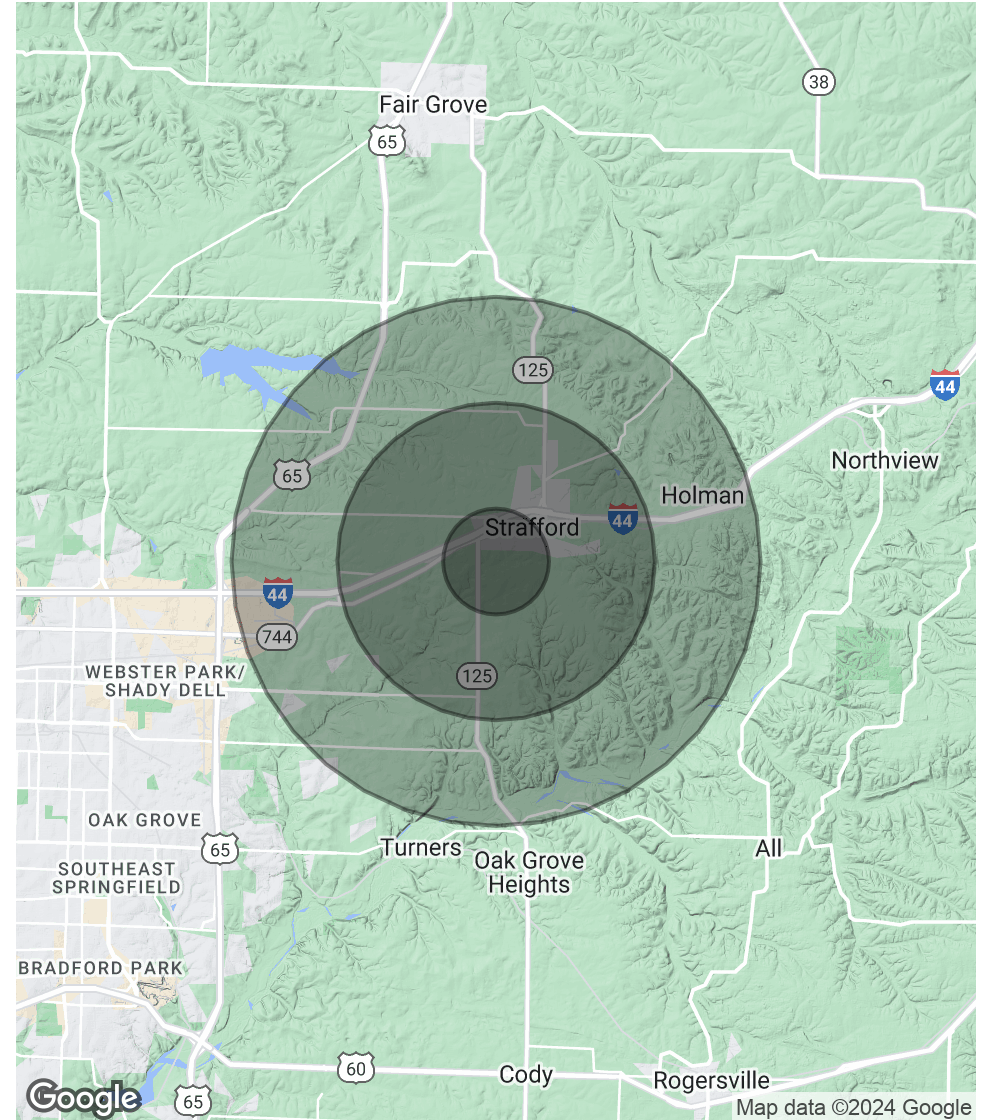 38
Fair Grove
65
125
44
Northview
65
Holman
44
Strafford
44
744
WEBSTER PARK/
SHADY DELL
125
OAK GROVE
65
Turners
All
Oak Grove
Heights
SOUTHEAST
SPRINGFIELD
BRADFORD PARK
60
Cody
Rogersville
65
Google
Map data ©2024 Google